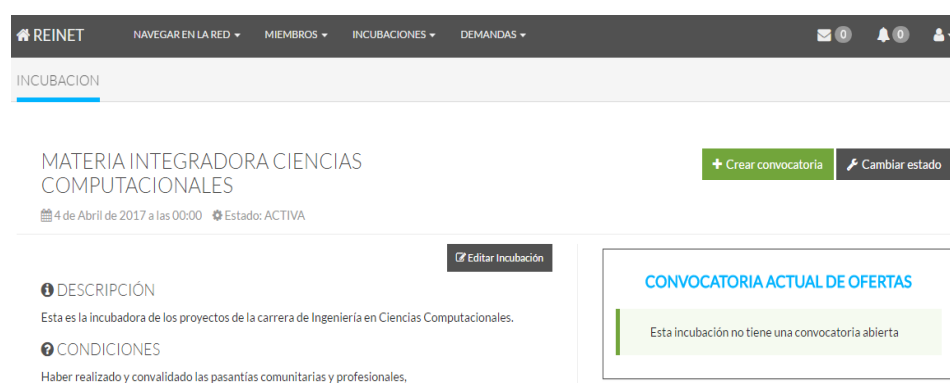 REINET NAVEGAR EN LA RED MIEMBROS INCUBACIONES DEMANDAS 0 0
INCUBACION
MATERIA INTEGRADORA CIENCIAS
COMPUTACIONALES
+ Crear convocatoria Cambiar estado
4 de Abril de 2017 a las 00:00 Estado: ACTIVA
Editar Incubación
DESCRIPCIÓN
Esta es la incubadora de los proyectos de la carrera de Ingeniería en Ciencias Computacionales.
CONDICIONES
Haber realizado y convalidado las pasantías comunitarias y profesionales,
CONVOCATORIA ACTUAL DE OFERTAS
Esta incubación no tiene una convocatoria abierta